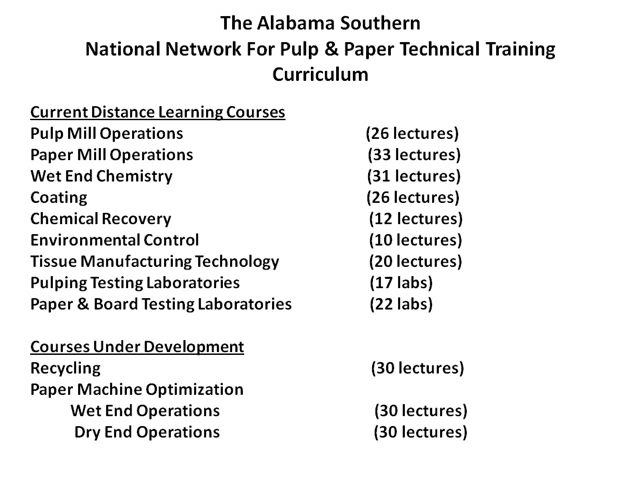 The Alabama Southern
National Network For Pulp & Paper Technical Training
Curriculum
Current Distance Learning Courses
Pulp Mill Operations (26 lectures)
Paper Mill Operations (33 lectures)
Wet End Chemistry (31 lectures)
Coating (26 lectures)
Chemical Recovery (12 lectures)
Environmental Control (10 lectures)
Tissue Manufacturing Technology (20 lectures)
Pulping Testing Laboratories (17 labs)
Paper & Board Testing Laboratories (22 labs)
Courses Under Development
Recycling (30 lectures)
Paper Machine Optimization
Wet End Operations (30 lectures)
Dry End Operations (30 lectures)